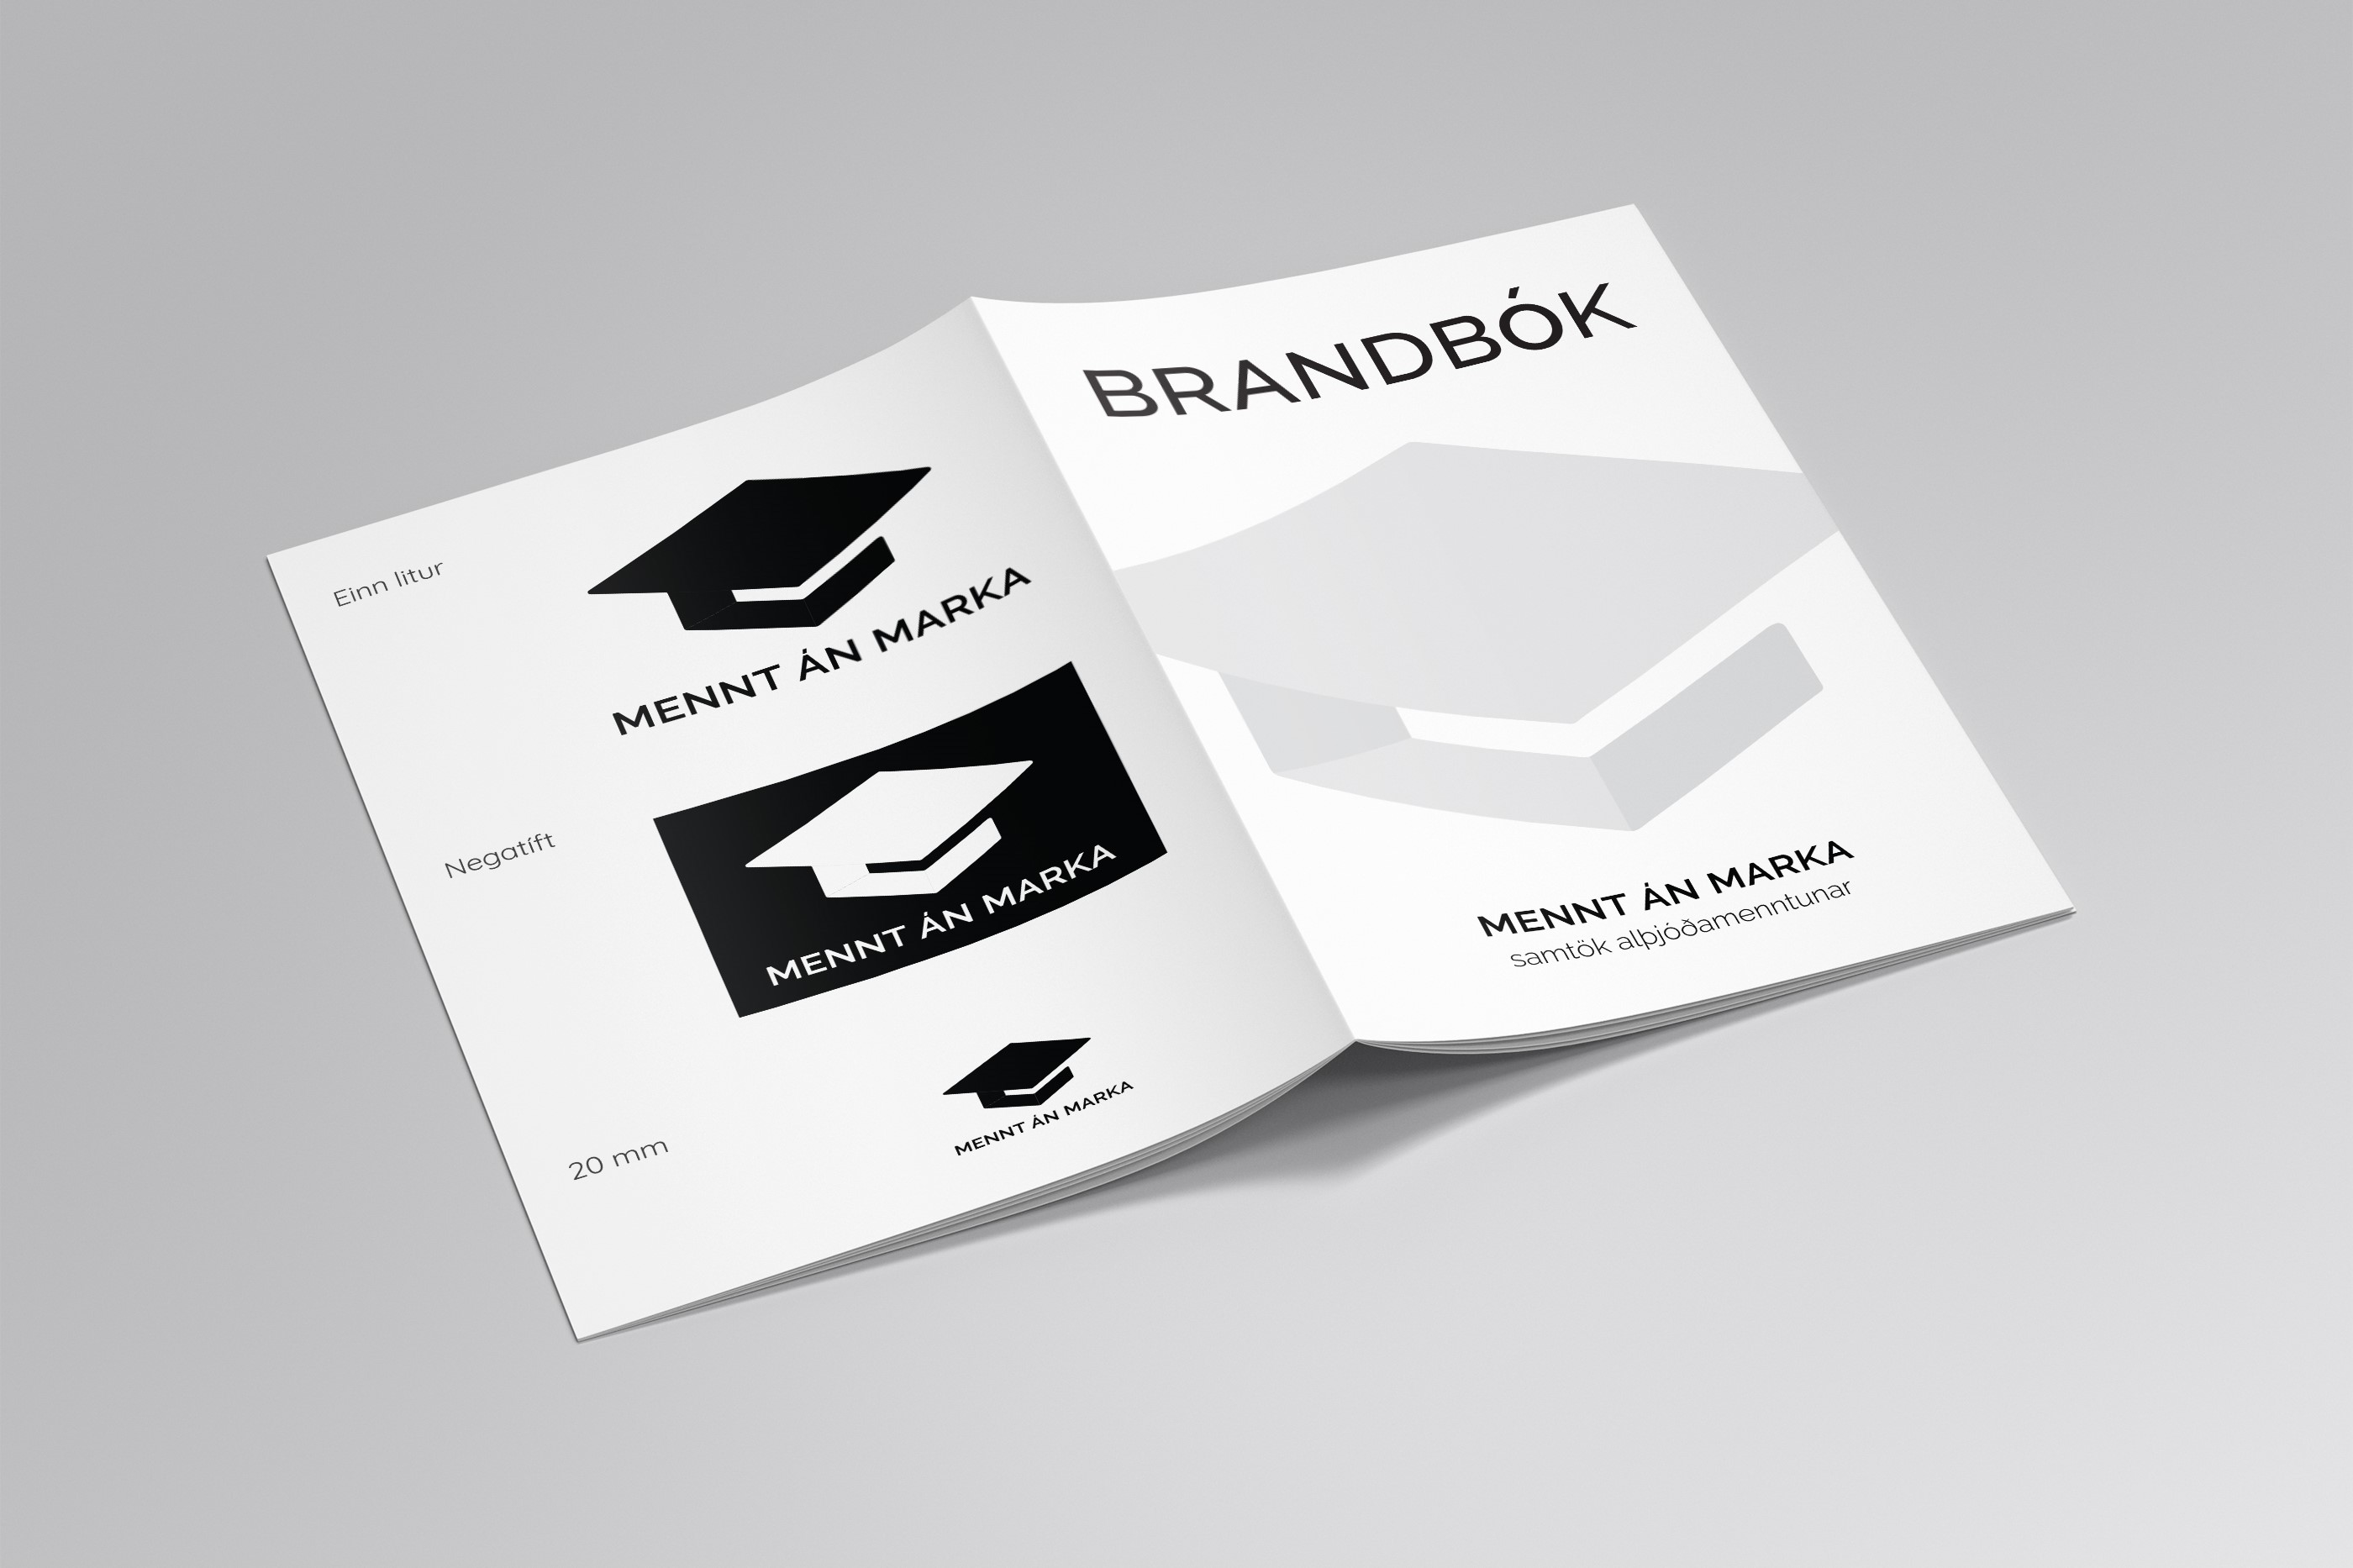 Einn litur
MENNT ÁN MARKA
Negatíft
MENNT ÁN MARKA
20 mm
MENNT ÁN MARKA
BRANDBÓK
MENNT ÁN MARKA
samtök alþjóðamenntunar